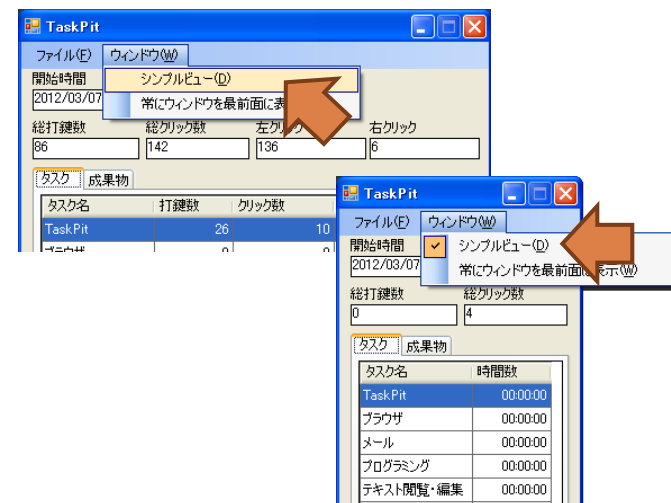 TaskPit
ファイル(F) ウィンドウ(W)
シンプルビュー(D)
開始時間
2012/03/07
常にウィンドウを最前面に表
総打鍵数 総クリック数 左クリック 右クリック
86 142 136 6
タスク 成果物
タスク名 打鍵数 クリック数
TaskPit 26 10
ブラウザ 0 0
TaskPit
ファイル(F) ウィンドウ(W)
開始時間
シンプルビュー(D)
2012/03/07
常にウィンドウを最前面に表示(W)
総打鍵数 総クリック数
0 4
タスク 成果物
タスク名 時間数
TaskPit 00:00:00
ブラウザ 00:00:00
メール 00:00:00
プログラミング 00:00:00
テキスト閲覧・編集 00:00:00